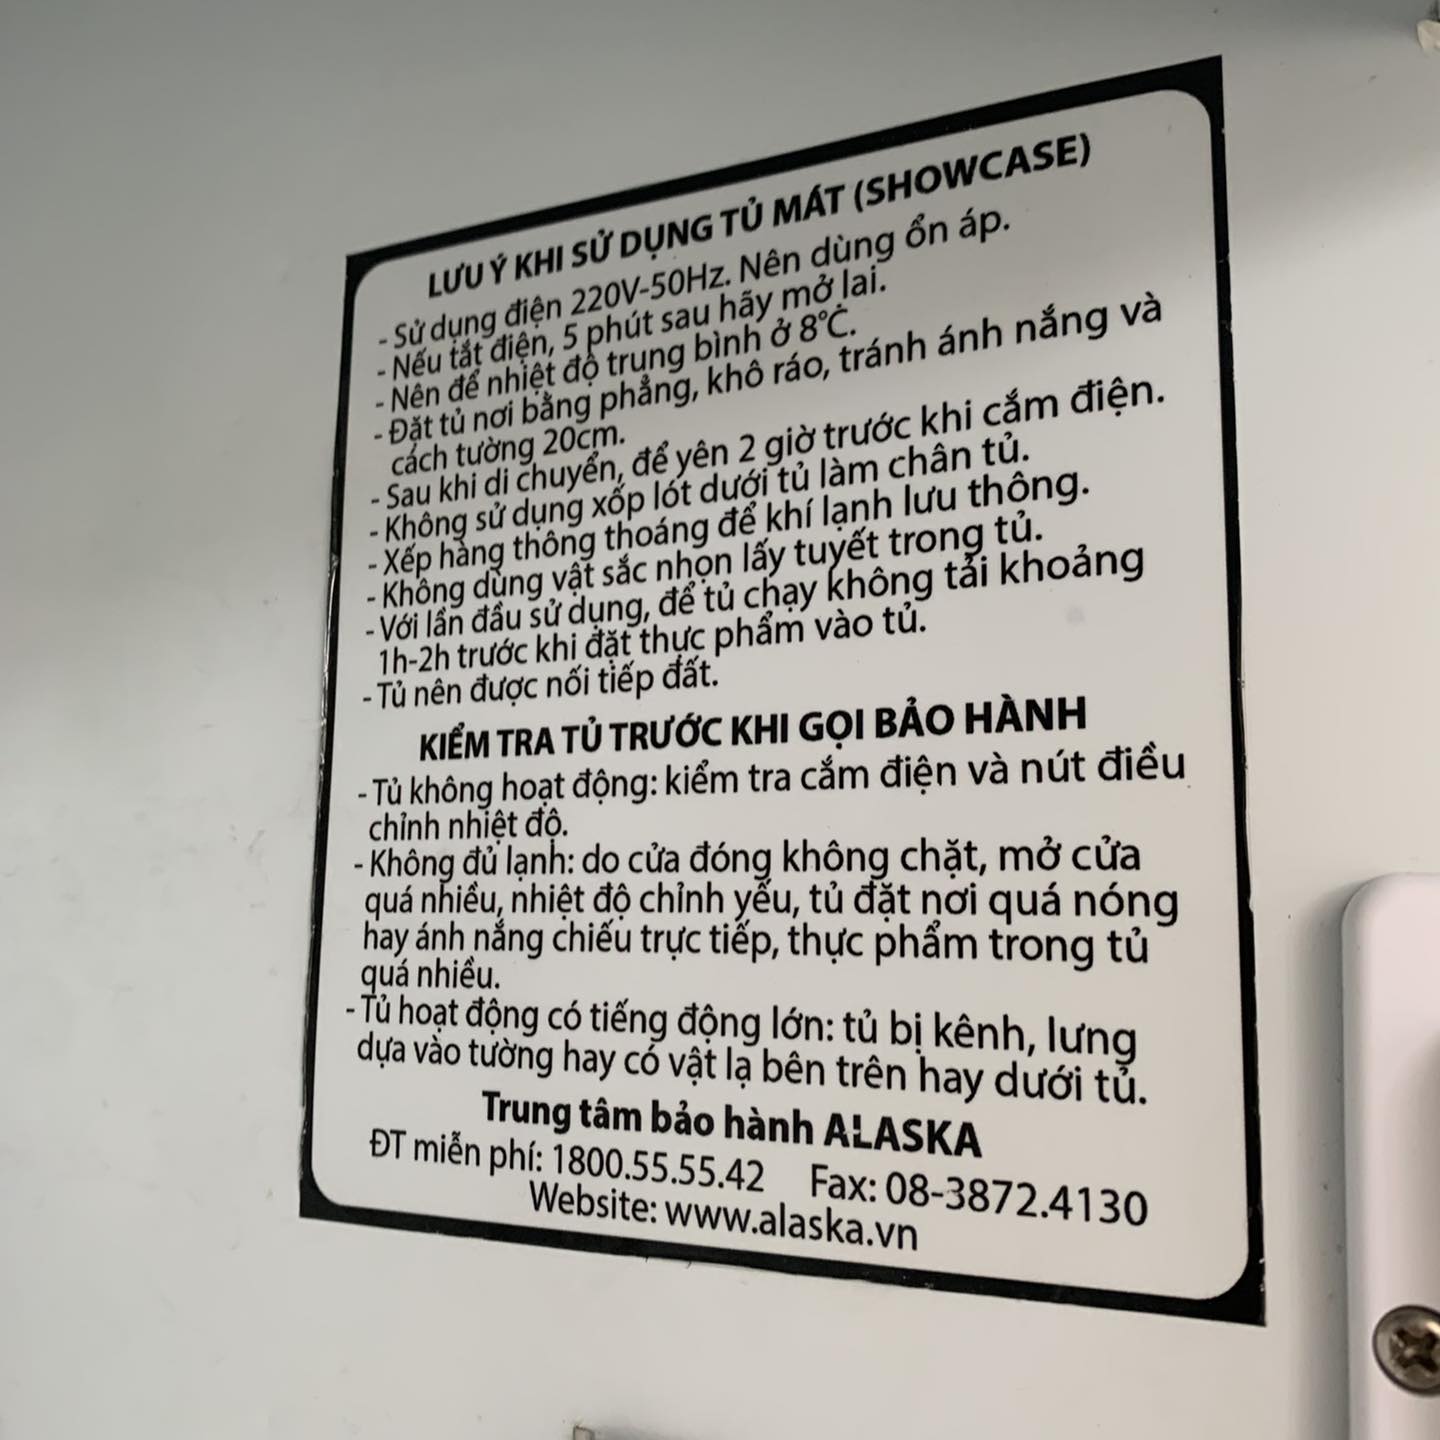 LƯU Ý KHI SỬ DỤNG TỦ MÁT (SHOWCASE)
- Sử dụng điện 220V-50Hz. Nên dùng ổn áp.
- Nếu tắt điện, 5 phút sau hãy mở lại.
- Nên để nhiệt độ trung bình ở 8°C.
- Đặt tủ nơi bằng phẳng, khô ráo, tránh ánh nắng và
cách tường 20cm.
- Sau khi di chuyển, để yên 2 giờ trước khi cắm điện.
- Không sử dụng xốp lót dưới tủ làm chân tủ.
- Xếp hàng thông thoáng để khí lạnh lưu thông.
- Không dùng vật sắc nhọn lấy tuyết trong tủ.
- Với lần đầu sử dụng, để tủ chạy không tải khoảng
1h-2h trước khi đặt thực phẩm vào tủ.
- Tủ nên được nối tiếp đất.
KIỂM TRA TỦ TRƯỚC KHI GỌI BẢO HÀNH
- Tủ không hoạt động: kiểm tra cắm điện và nút điều
chỉnh nhiệt độ.
- Không đủ lạnh: do cửa đóng không chặt, mở cửa
quá nhiều, nhiệt độ chỉnh yếu, tủ đặt nơi quá nóng
hay ánh nắng chiếu trực tiếp, thực phẩm trong tủ
quá nhiều.
- Tủ hoạt động có tiếng động lớn: tủ bị kênh, lưng
dựa vào tường hay có vật lạ bên trên hay dưới tủ.
Trung tâm bảo hành ALASKA
ĐT miễn phí: 1800.55.55.42 Fax: 08-3872.4130
Website: www.alaska.vn